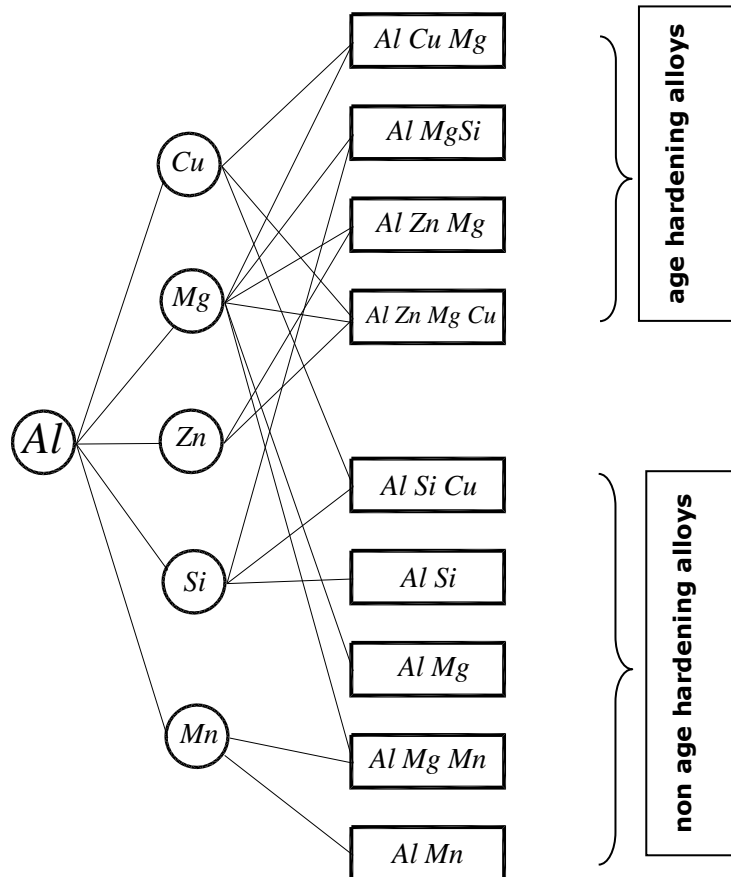 Al
Cu
Mg
Zn
Si
Mn
Al Cu Mg
Al MgSi
Al Zn Mg
Al Zn Mg Cu
Al Si Cu
Al Si
Al Mg
Al Mg Mn
Al Mn
age hardening alloys
non age hardening alloys